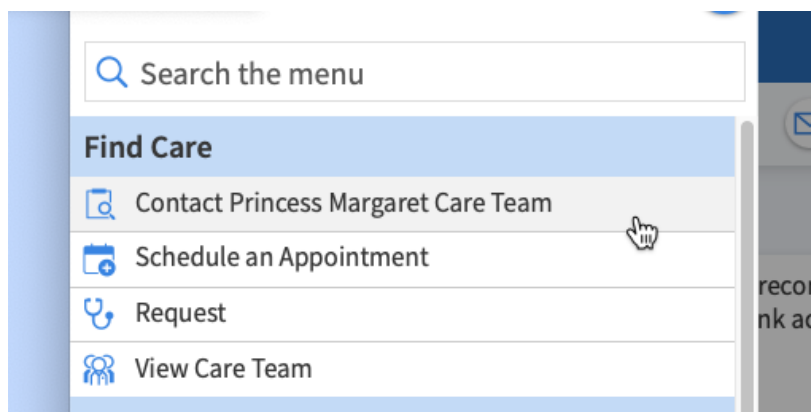 Search the menu
Find Care
Contact Princess Margaret Care Team
Schedule an Appointment
Request
View Care Team